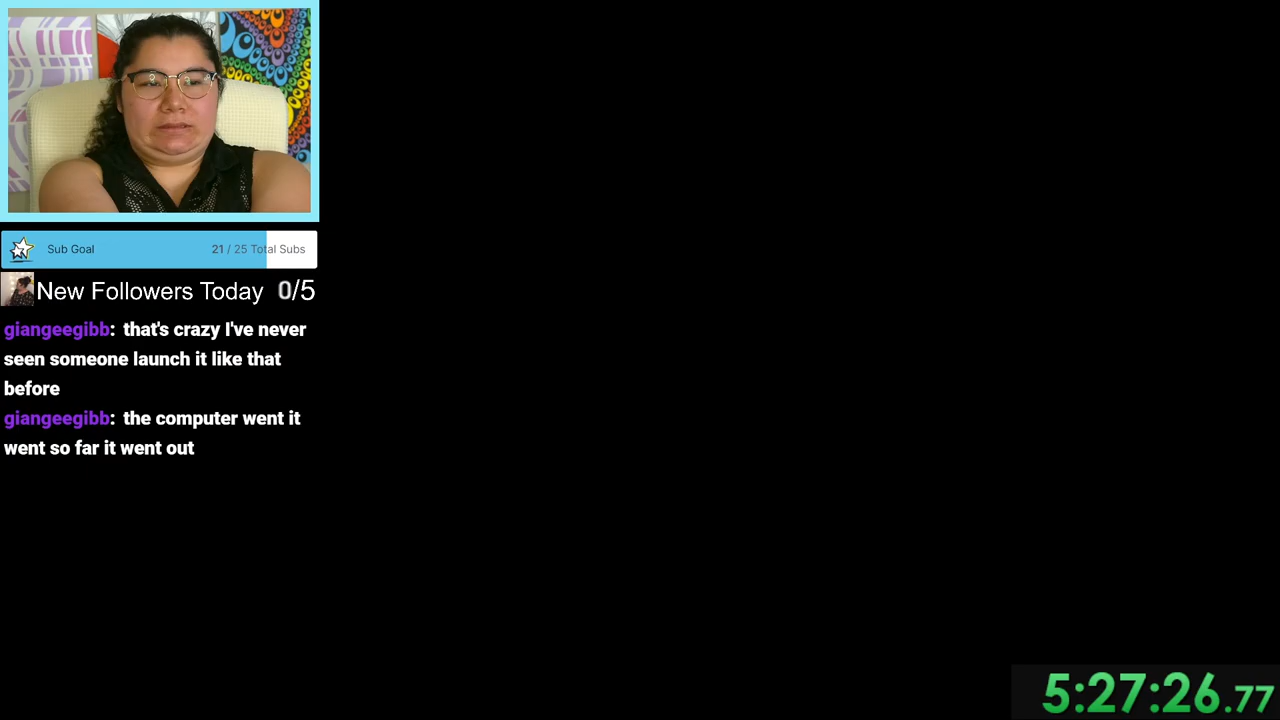 Sub Goal 21 / 25 Total Subs
New Followers Today 0/5
giangeegibb: that's crazy I've never
seen someone launch it like that
before
giangeegibb: the computer went it
went so far it went out
5:27:26.77